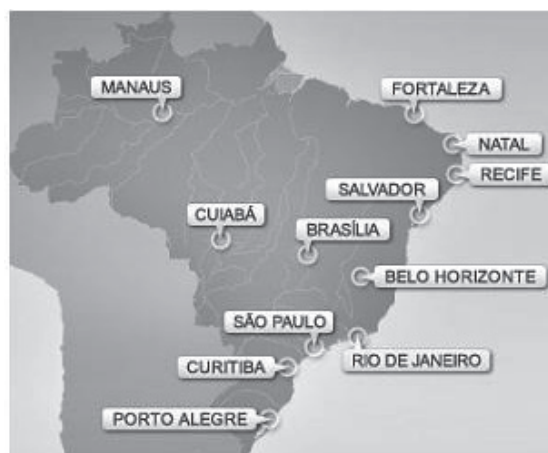 MANAUS
FORTALEZA
NATAL
RECIFE
SALVADOR
CUIABÁ
BRASÍLIA
BELO HORIZONTE
SÃO PAULO
RIO DE JANEIRO
CURITIBA
PORTO ALEGRE